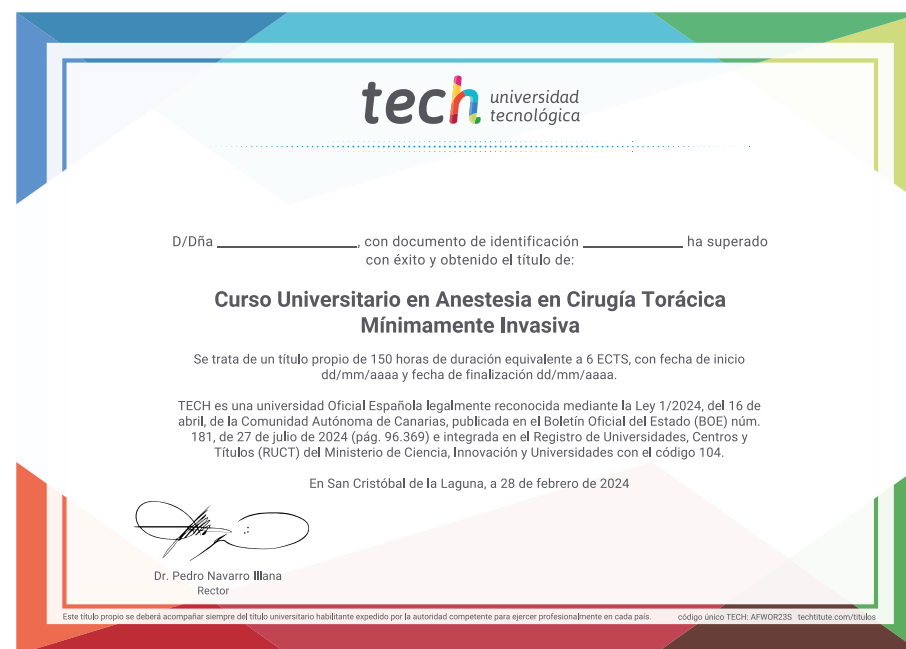 tech universidad
tecnológica
D/Dña ____________________, con documento de identificación ______________ ha superado
con éxito y obtenido el título de:
Curso Universitario en Anestesia en Cirugía Torácica
Mínimamente Invasiva
Se trata de un título propio de 150 horas de duración equivalente a 6 ECTS, con fecha de inicio
dd/mm/aaaa y fecha de finalización dd/mm/aaaa.
TECH es una universidad Oficial Española legalmente reconocida mediante la Ley 1/2024, del 16 de
abril, de la Comunidad Autónoma de Canarias, publicada en el Boletín Oficial del Estado (BOE) núm.
181, de 27 de julio de 2024 (pág. 96.369) e integrada en el Registro de Universidades, Centros y
Títulos (RUCT) del Ministerio de Ciencia, Innovación y Universidades con el código 104.
En San Cristóbal de la Laguna, a 28 de febrero de 2024
Dr. Pedro Navarro Illana
Rector
Este título propio se deberá acompañar siempre del título universitario habilitante expedido por la autoridad competente para ejercer profesionalmente en cada país. código único TECH: AFWOR23S techtitute.com/titulos